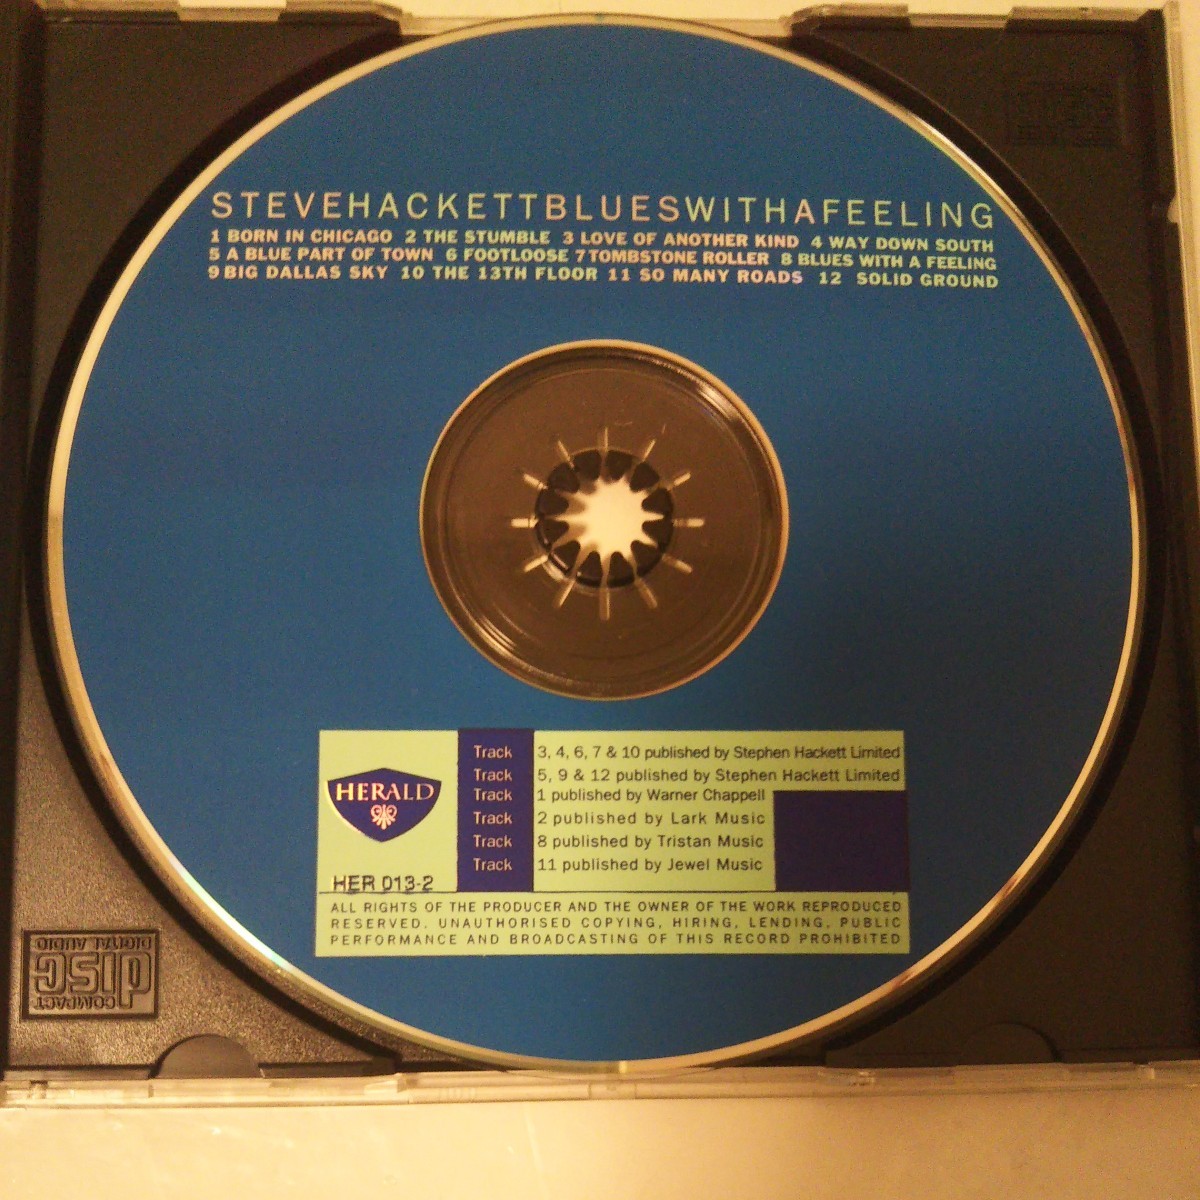 STEVEHACKETTBLUESWITHAFEELING
1 BORN IN CHICAGO 2 THE STUMBLE 3 LOVE OF ANOTHER KIND 4 WAY DOWN SOUTH
5 A BLUE PART OF TOWN 6 FOOTLOOSE 7 TOMBSTONE ROLLER 8 BLUES WITH A FEELING
9 BIG DALLAS SKY 10 THE 13TH FLOOR 11 SO MANY ROADS 12 SOLID GROUND
Track 3, 4, 6, 7 & 10 published by Stephen Hackett Limited
Track 5, 9 & 12 published by Stephen Hackett Limited
Track 1 published by Warner Chappell
Track 2 published by Lark Music
Track 8 published by Tristan Music
Track 11 published by Jewel Music
HERALD
HER 013-2
ALL RIGHTS OF THE PRODUCER AND THE OWNER OF THE WORK REPRODUCED
RESERVED. UNAUTHORISED COPYING, HIRING, LENDING, PUBLIC
PERFORMANCE AND BROADCASTING OF THIS RECORD PROHIBITED
COMPACT
disc
DIGITAL AUDIO